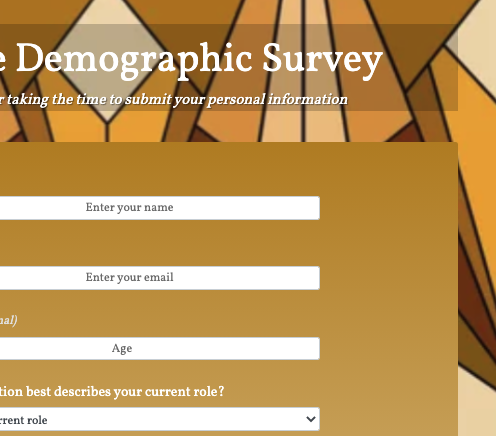 e Demographic Survey
r taking the time to submit your personal information
Enter your name
Enter your email
nal)
Age
tion best describes your current role?
rrent role